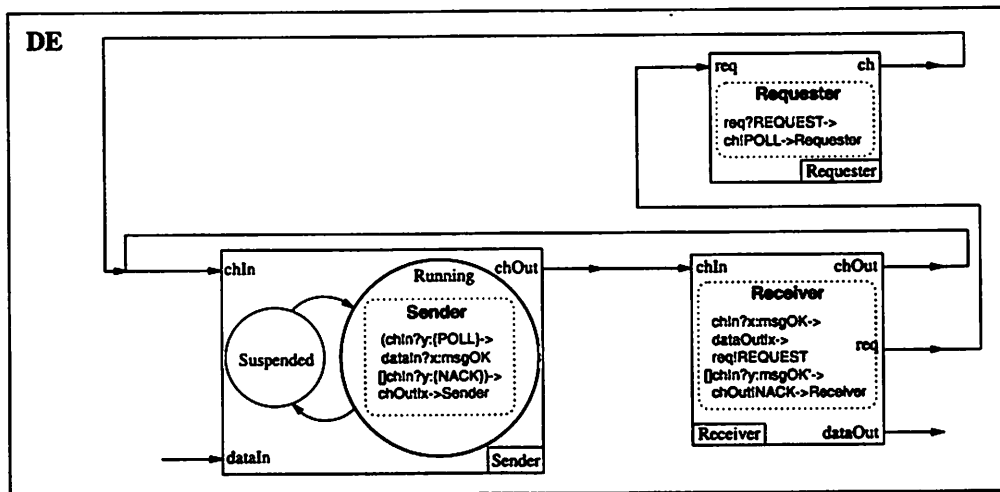 DE
req
ch
Requester
req?REQUEST->
ch!POLL->Requester
Requester
chIn
chOut
Running
Sender
(chIn?y:{POLL}->
dataIn?x:msgOK
[]chIn?y:{NACK})->
chOut!x->Sender
Suspended
dataIn
Sender
chIn
chOut
Receiver
chIn?x:msgOK->
dataOut!x->
req!REQUEST
[]chIn?y:msgOK'->
chOut!NACK->Receiver
req
Receiver
dataOut